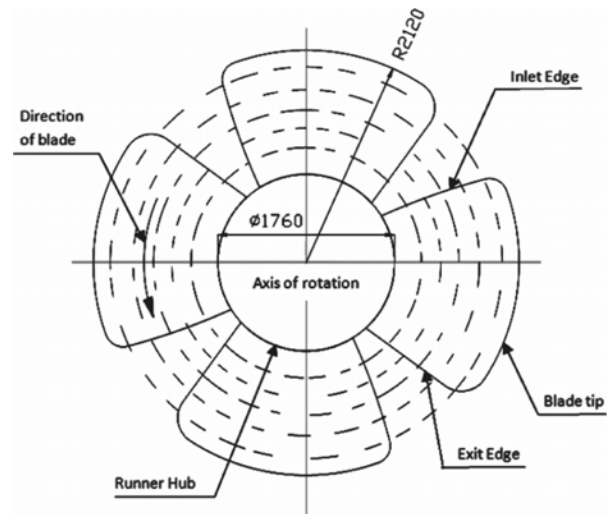 R2120
Inlet Edge
Direction
of blade
Ø1760
Axis of rotation
Blade tip
Exit Edge
Runner Hub